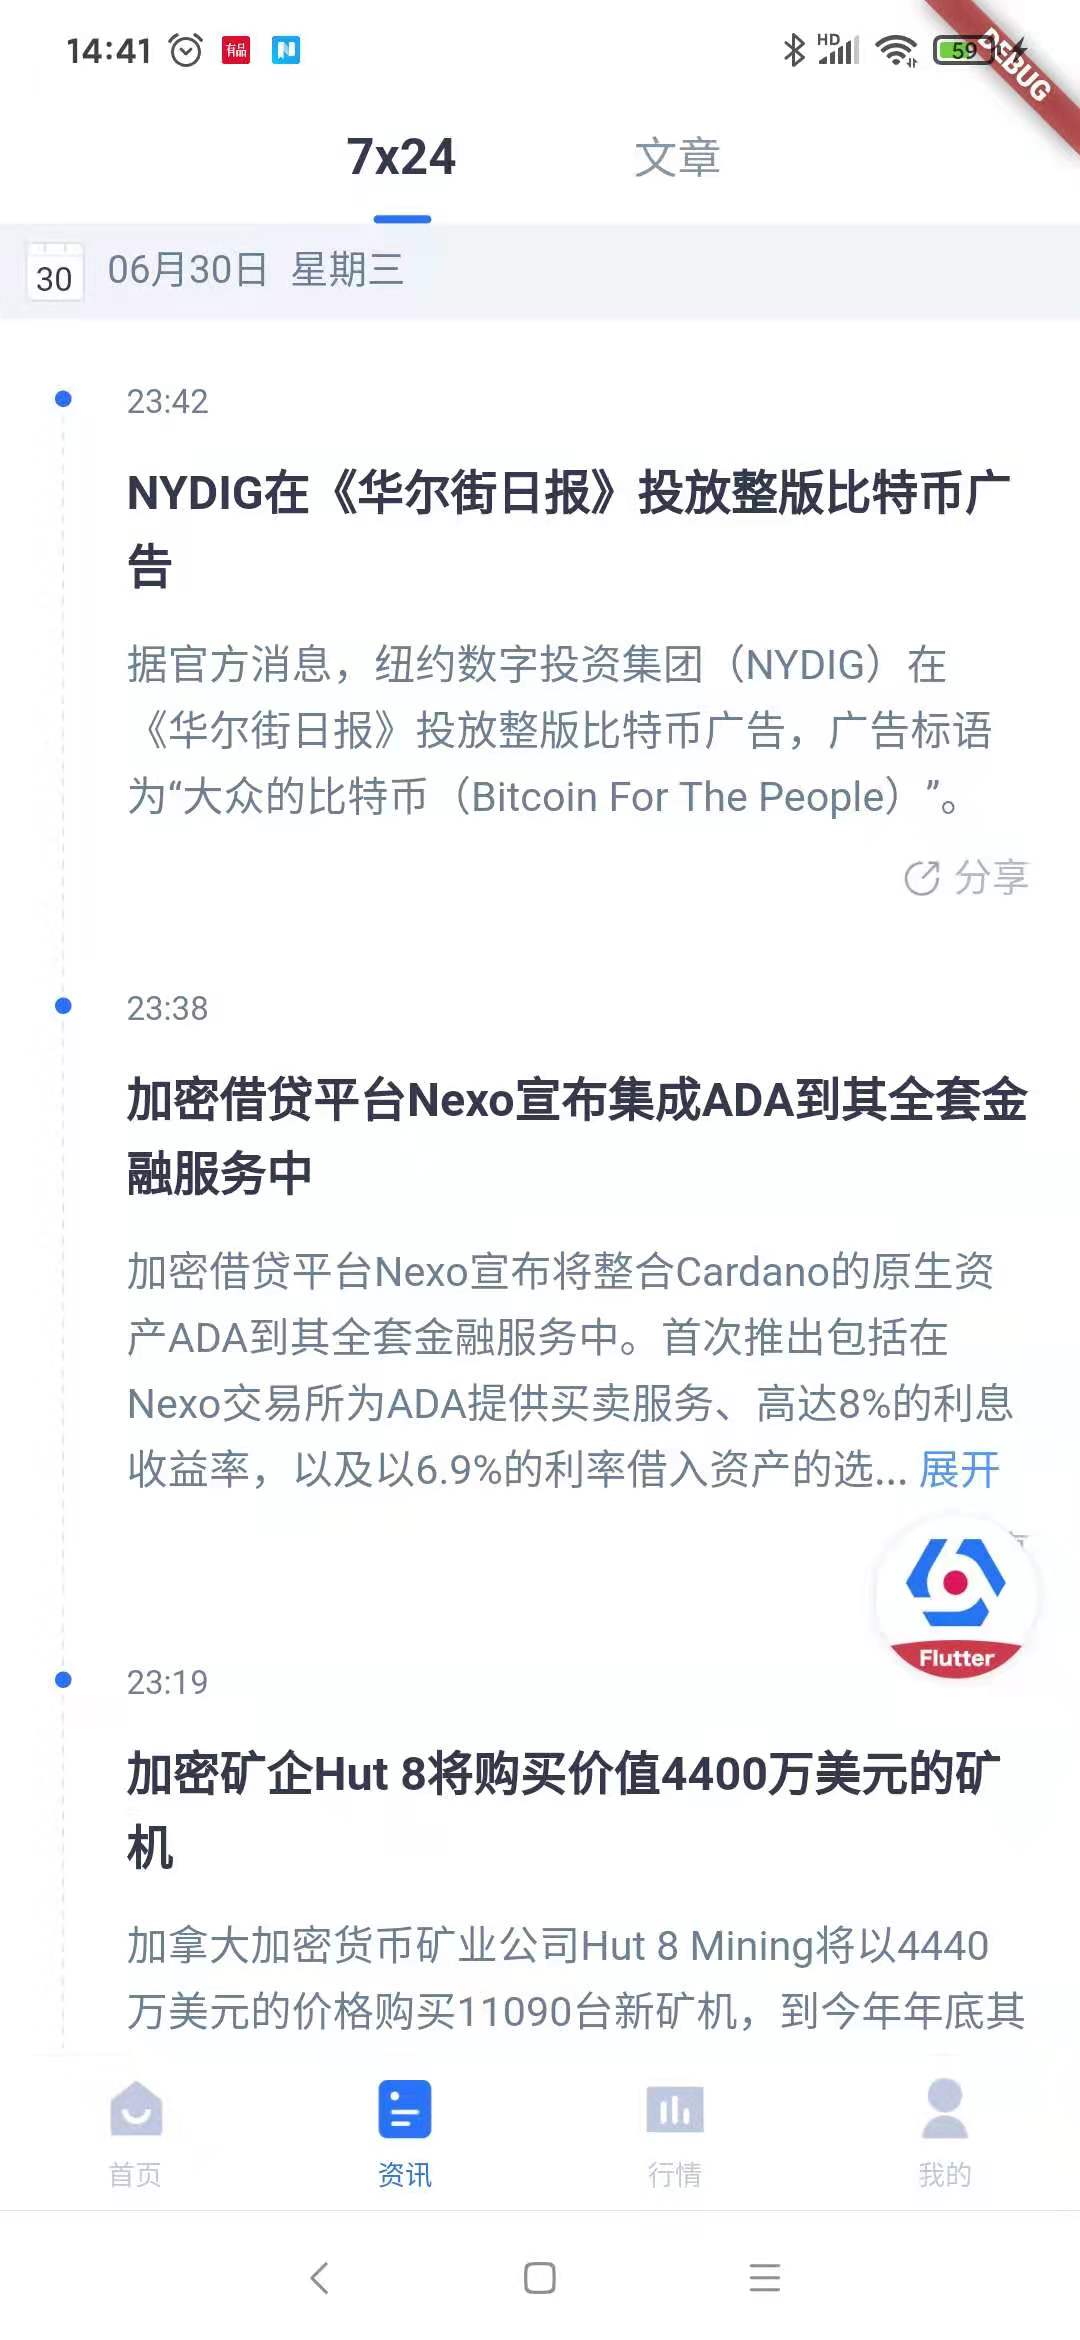 14:41
有品
HD
59
DEBUG
7x24 文章
30 06月30日 星期三
23:42
NYDIG在《华尔街日报》投放整版比特币广
告
据官方消息，纽约数字投资集团（NYDIG）在
《华尔街日报》投放整版比特币广告，广告标语
为“大众的比特币（Bitcoin For The People）”。
分享
23:38
加密借贷平台Nexo宣布集成ADA到其全套金
融服务中
加密借贷平台Nexo宣布将整合Cardano的原生资
产ADA到其全套金融服务中。首次推出包括在
Nexo交易所为ADA提供买卖服务、高达8%的利息
收益率，以及以6.9%的利率借入资产的选... 展开
Flutter
23:19
加密矿企Hut 8将购买价值4400万美元的矿
机
加拿大加密货币矿业公司Hut 8 Mining将以4440
万美元的价格购买11090台新矿机，到今年年底其
首页 资讯 行情 我的